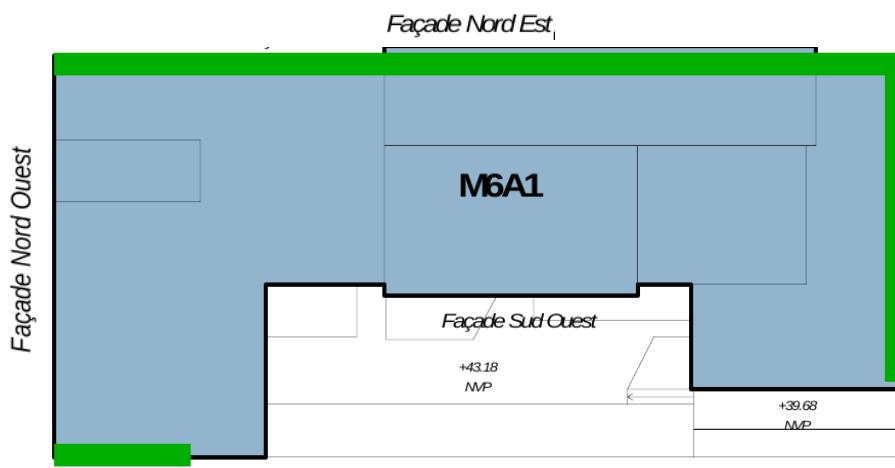 Façade Nord Est
Façade Nord Ouest
M6A1
Façade Sud Ouest
+43.18
NVP
+39.68
NVP